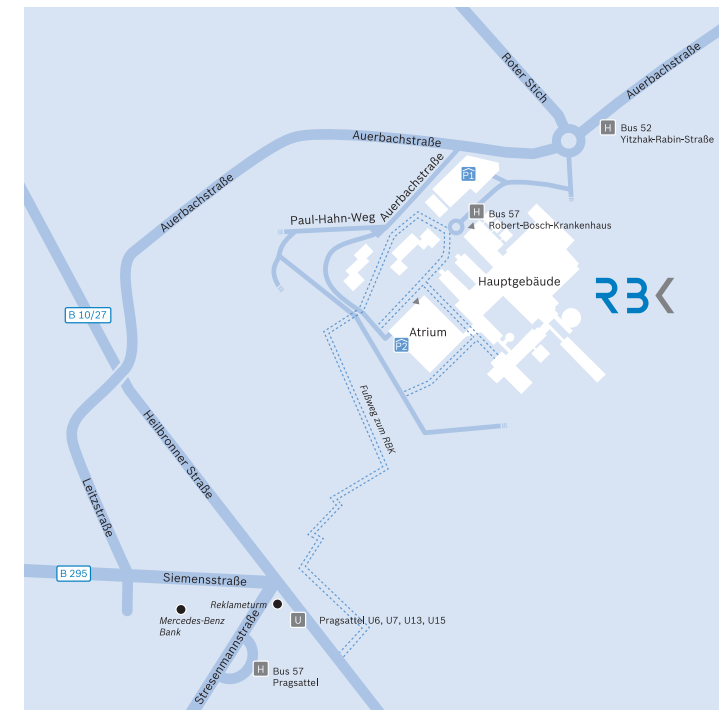 Roter Stich
Auerbachstraße
H
Bus 52
Yitzhak-Rabin-Straße
Auerbachstraße
Auerbachstraße
P1
Auerbachstraße
Paul-Hahn-Weg
H
Bus 57
Robert-Bosch-Krankenhaus
Hauptgebäude
RBK
B 10/27
Atrium
P2
Fußweg zum RBK
Heilbronner Straße
Leitzstraße
B 295
Siemensstraße
Reklameturm
Mercedes-Benz
Bank
U
Pragsattel U6, U7, U13, U15
Stresenmannstraße
H
Bus 57
Pragsattel